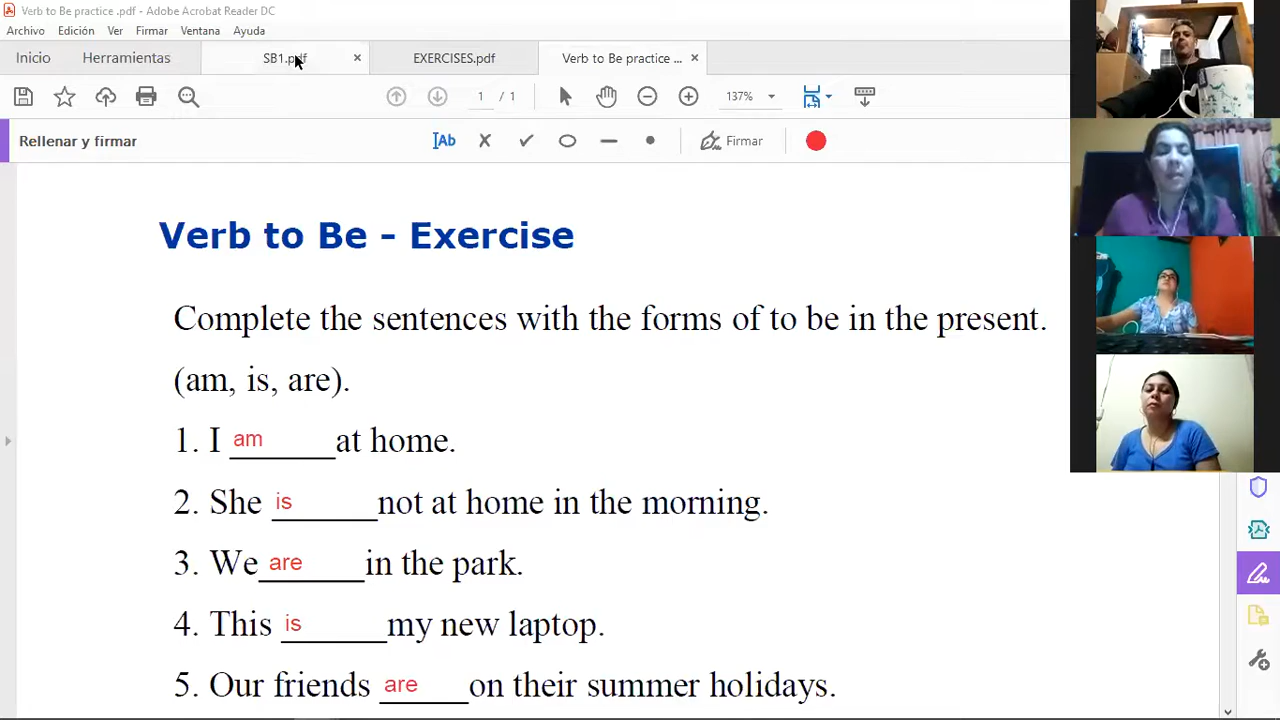 Verb to Be practice .pdf - Adobe Acrobat Reader DC
Archivo Edición Ver Firmar Ventana Ayuda
Inicio Herramientas SB1.pdf × EXERCISES.pdf Verb to Be practice ... ×
1 / 1 137%
Rellenar y firmar Ab Firmar
Verb to Be - Exercise
Complete the sentences with the forms of to be in the present.
(am, is, are).
1. I am at home.
2. She is not at home in the morning.
3. We are in the park.
4. This is my new laptop.
5. Our friends are on their summer holidays.